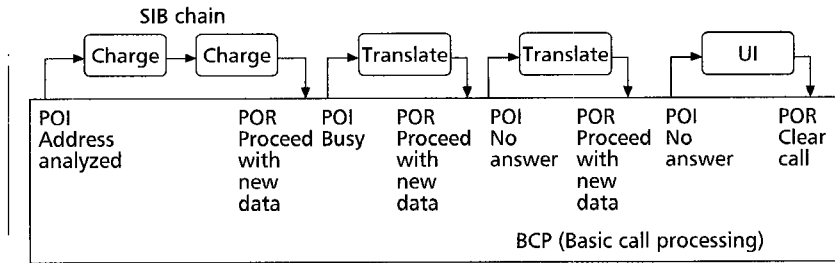 SIB chain
Charge
Charge
Translate
Translate
UI
POI
Address
analyzed
POR
Proceed
with
new
data
POI
Busy
POR
Proceed
with
new
data
POI
No
answer
POR
Proceed
with
new
data
POI
No
answer
POR
Clear
call
BCP (Basic call processing)